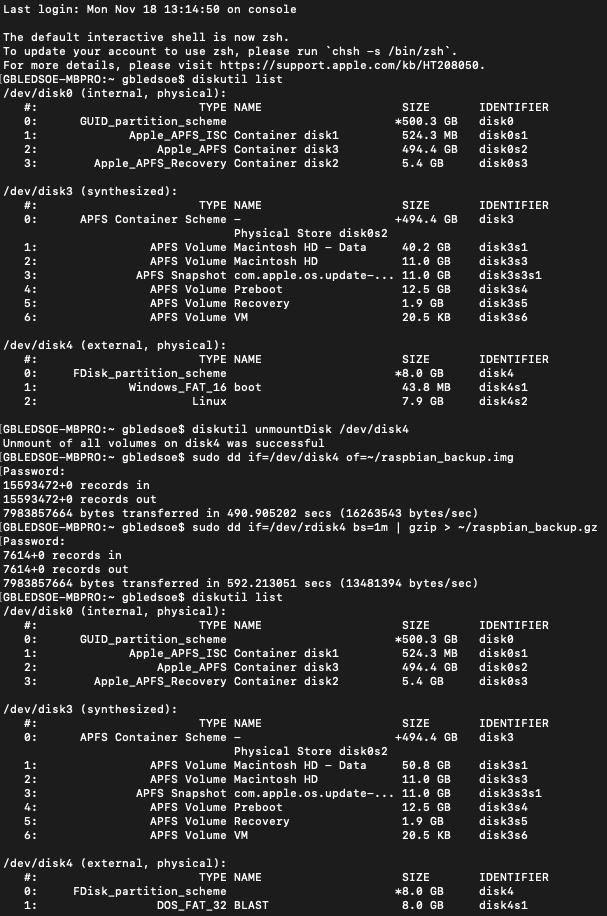 Last login: Mon Nov 18 13:14:50 on console

The default interactive shell is now zsh.
To update your account to use zsh, please run `chsh -s /bin/zsh`.
For more details, please visit https://support.apple.com/kb/HT208050.
[GBLEDSOE-MBPRO:~ gbledsoe$ diskutil list
/dev/disk0 (internal, physical):
   #:                       TYPE NAME                    SIZE       IDENTIFIER
   0:      GUID_partition_scheme                        *500.3 GB   disk0
   1:             Apple_APFS_ISC Container disk1         524.3 MB   disk0s1
   2:                 Apple_APFS Container disk3         494.4 GB   disk0s2
   3:        Apple_APFS_Recovery Container disk2         5.4 GB     disk0s3

/dev/disk3 (synthesized):
   #:                       TYPE NAME                    SIZE       IDENTIFIER
   0:      APFS Container Scheme -                      +494.4 GB   disk3
                                 Physical Store disk0s2
   1:                APFS Volume Macintosh HD - Data     40.2 GB    disk3s1
   2:                APFS Volume Macintosh HD            11.0 GB    disk3s3
   3:              APFS Snapshot com.apple.os.update-... 11.0 GB    disk3s3s1
   4:                APFS Volume Preboot                 12.5 GB    disk3s4
   5:                APFS Volume Recovery                1.9 GB     disk3s5
   6:                APFS Volume VM                      20.5 KB    disk3s6

/dev/disk4 (external, physical):
   #:                       TYPE NAME                    SIZE       IDENTIFIER
   0:     FDisk_partition_scheme                        *8.0 GB     disk4
   1:             Windows_FAT_16 boot                    43.8 MB    disk4s1
   2:                      Linux                         7.9 GB     disk4s2

[GBLEDSOE-MBPRO:~ gbledsoe$ diskutil unmountDisk /dev/disk4
Unmount of all volumes on disk4 was successful
[GBLEDSOE-MBPRO:~ gbledsoe$ sudo dd if=/dev/disk4 of=~/raspbian_backup.img
[Password:
15593472+0 records in
15593472+0 records out
7983857664 bytes transferred in 490.905202 secs (16263543 bytes/sec)
[GBLEDSOE-MBPRO:~ gbledsoe$ sudo dd if=/dev/rdisk4 bs=1m | gzip > ~/raspbian_backup.gz
[Password:
7614+0 records in
7614+0 records out
7983857664 bytes transferred in 592.213051 secs (13481394 bytes/sec)
[GBLEDSOE-MBPRO:~ gbledsoe$ diskutil list
/dev/disk0 (internal, physical):
   #:                       TYPE NAME                    SIZE       IDENTIFIER
   0:      GUID_partition_scheme                        *500.3 GB   disk0
   1:             Apple_APFS_ISC Container disk1         524.3 MB   disk0s1
   2:                 Apple_APFS Container disk3         494.4 GB   disk0s2
   3:        Apple_APFS_Recovery Container disk2         5.4 GB     disk0s3

/dev/disk3 (synthesized):
   #:                       TYPE NAME                    SIZE       IDENTIFIER
   0:      APFS Container Scheme -                      +494.4 GB   disk3
                                 Physical Store disk0s2
   1:                APFS Volume Macintosh HD - Data     50.8 GB    disk3s1
   2:                APFS Volume Macintosh HD            11.0 GB    disk3s3
   3:              APFS Snapshot com.apple.os.update-... 11.0 GB    disk3s3s1
   4:                APFS Volume Preboot                 12.5 GB    disk3s4
   5:                APFS Volume Recovery                1.9 GB     disk3s5
   6:                APFS Volume VM                      20.5 KB    disk3s6

/dev/disk4 (external, physical):
   #:                       TYPE NAME                    SIZE       IDENTIFIER
   0:     FDisk_partition_scheme                        *8.0 GB     disk4
   1:                 DOS_FAT_32 BLAST                   8.0 GB     disk4s1